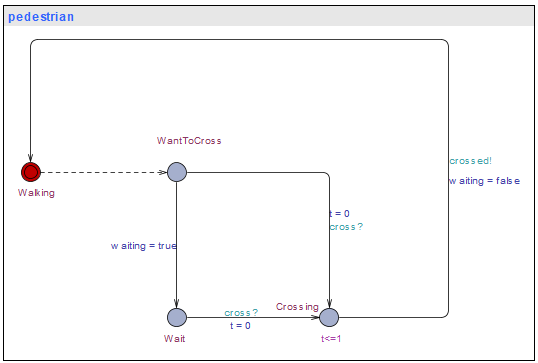 pedestrian
WantToCross
crossed!
waiting = false
Walking
t = 0
cross?
waiting = true
Crossing
cross?
t = 0
Wait
t<=1